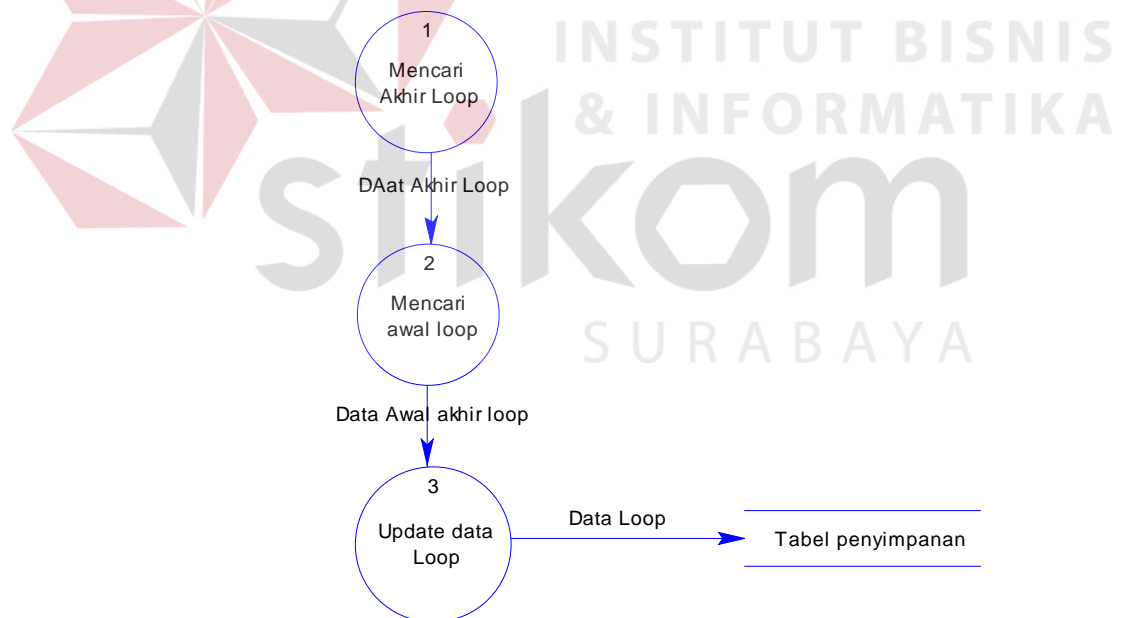 INSTITUT BISNIS
& INFORMATIKA
stikom
SURABAYA
1
Mencari
Akhir Loop
DAat Akhir Loop
2
Mencari
awal loop
Data Awal akhir loop
3
Update data
Loop
Data Loop
Tabel penyimpanan